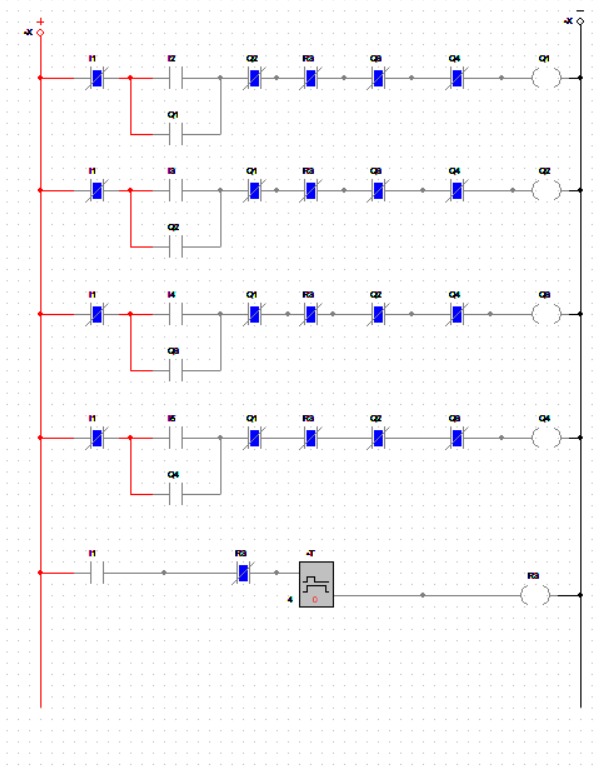 +
-X
−
-X
I1 I2 Q2 R3 Q3 Q4 Q1
Q1
I1 I3 Q1 R3 Q3 Q4 Q2
Q2
I1 I4 Q1 R3 Q2 Q4 Q3
Q3
I1 I5 Q1 R3 Q2 Q3 Q4
Q4
I1 R3 -T
R3
4 0